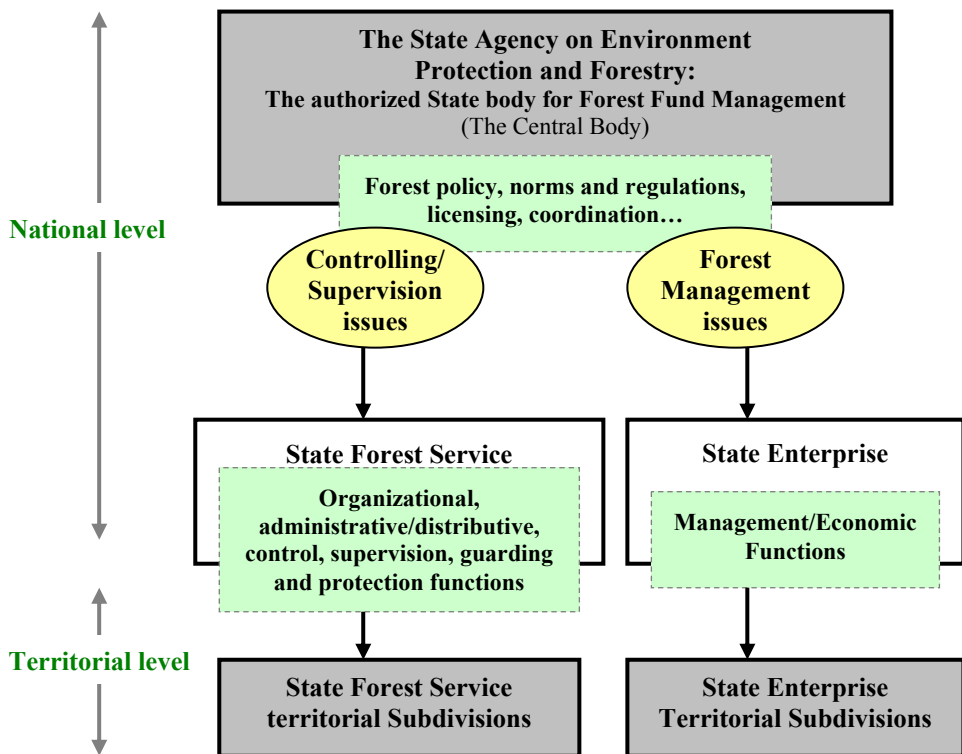 The State Agency on Environment
Protection and Forestry:
The authorized State body for Forest Fund Management
(The Central Body)
Forest policy, norms and regulations,
licensing, coordination…
National level
Controlling/
Supervision
issues
Forest
Management
issues
State Forest Service
Organizational,
administrative/distributive,
control, supervision, guarding
and protection functions
State Enterprise
Management/Economic
Functions
Territorial level
State Forest Service
territorial Subdivisions
State Enterprise
Territorial Subdivisions